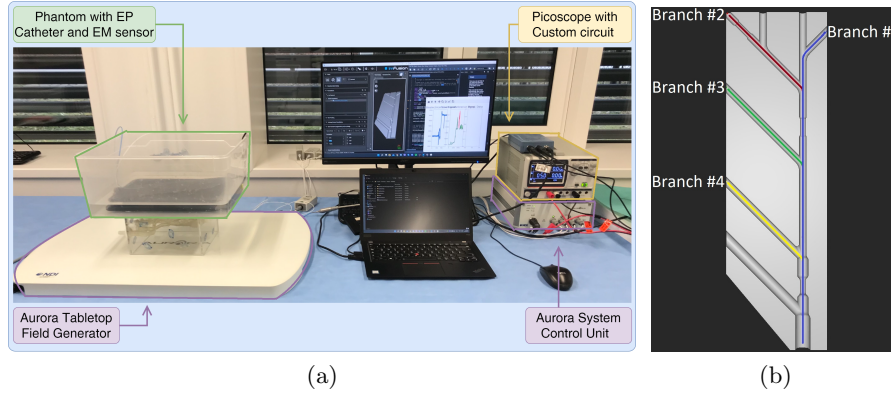 Phantom with EP
Catheter and EM sensor
Picoscope with
Custom circuit
NDI
Aurora Tabletop
Field Generator
Aurora System
Control Unit
(a)
Branch #2
Branch #
Branch #3
Branch #4
(b)